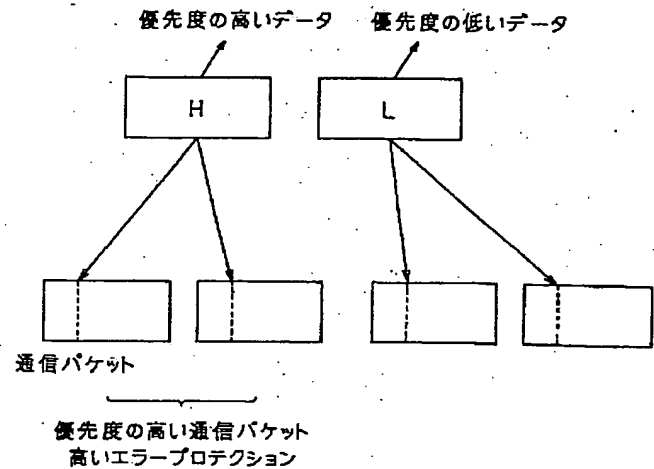 優先度の高いデータ
優先度の低いデータ
H
L
通信パケット
優先度の高い通信パケット
高いエラープロテクション